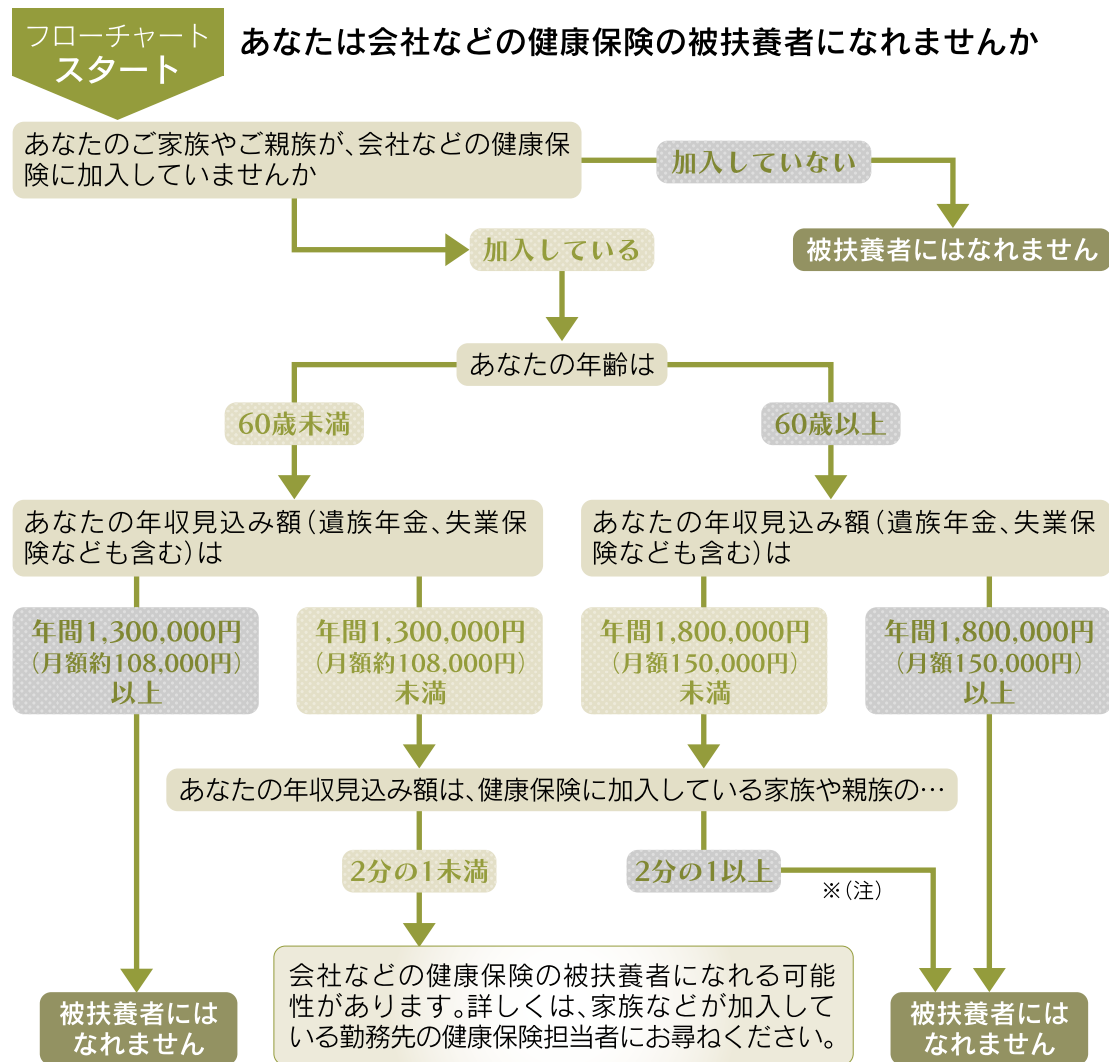 フローチャート
スタート
あなたは会社などの健康保険の被扶養者になれませんか
あなたのご家族やご親族が、会社などの健康保
険に加入していませんか
加入していない
被扶養者にはなれません
加入している
あなたの年齢は
60歳未満
60歳以上
あなたの年収見込み額(遺族年金、失業保
険なども含む)は
あなたの年収見込み額(遺族年金、失業保
険なども含む)は
年間1,300,000円
(月額約108,000円)
以上
年間1,300,000円
(月額約108,000円)
未満
年間1,800,000円
(月額150,000円)
未満
年間1,800,000円
(月額150,000円)
以上
あなたの年収見込み額は、健康保険に加入している家族や親族の…
2分の1未満
2分の1以上
※(注)
被扶養者には
なれません
会社などの健康保険の被扶養者になれる可能
性があります。詳しくは、家族などが加入して
いる勤務先の健康保険担当者にお尋ねください。
被扶養者には
なれません